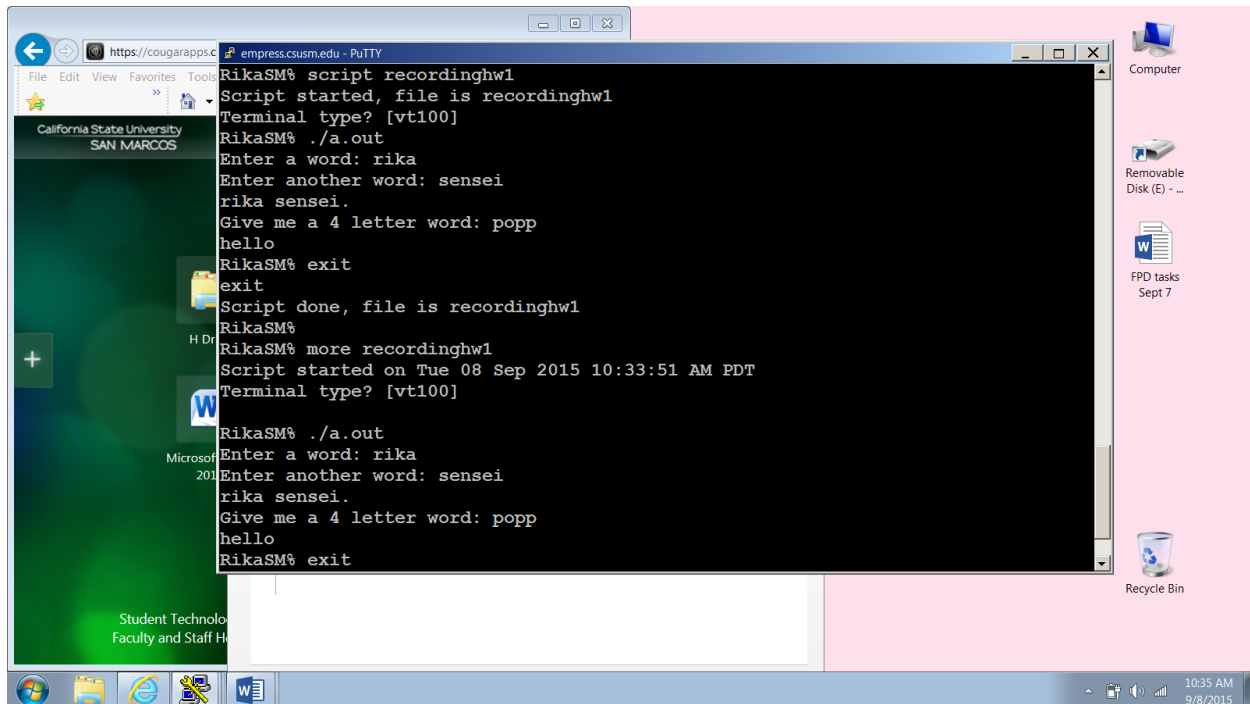 https://cougarapps.c
File Edit View Favorites Tools
»
California State University
SAN MARCOS
H Dr
Microsof
201
Student Technolo
Faculty and Staff H
empress.csusm.edu - PuTTY
RikaSM% script recordinghw1
Script started, file is recordinghw1
Terminal type? [vt100]
RikaSM% ./a.out
Enter a word: rika
Enter another word: sensei
rika sensei.
Give me a 4 letter word: popp
hello
RikaSM% exit
exit
Script done, file is recordinghw1
RikaSM%
RikaSM% more recordinghw1
Script started on Tue 08 Sep 2015 10:33:51 AM PDT
Terminal type? [vt100]
RikaSM% ./a.out
Enter a word: rika
Enter another word: sensei
rika sensei.
Give me a 4 letter word: popp
hello
RikaSM% exit
Computer
Removable
Disk (E) - ...
FPD tasks
Sept 7
Recycle Bin
10:35 AM
9/8/2015